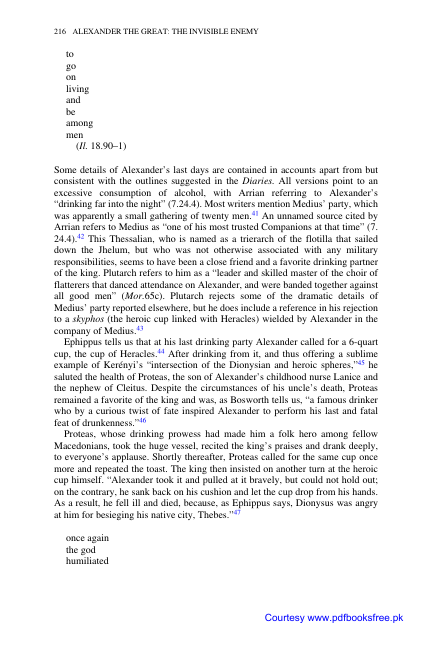 216 ALEXANDER THE GREAT: THE INVISIBLE ENEMY
to
go
on
living
and
be
among
men
(Il. 18.90–1)
Some details of Alexander's last days are contained in accounts apart from but
consistent with the outlines suggested in the Diaries. All versions point to an
excessive consumption of alcohol, with Arrian referring to Alexander's
"drinking far into the night" (7.24.4). Most writers mention Medius' party, which
was apparently a small gathering of twenty men.41 An unnamed source cited by
Arrian refers to Medius as "one of his most trusted Companions at that time" (7.
24.4).42 This Thessalian, who is named as a trierarch of the flotilla that sailed
down the Jhelum, but who was not otherwise associated with any military
responsibilities, seems to have been a close friend and a favorite drinking partner
of the king. Plutarch refers to him as a "leader and skilled master of the choir of
flatterers that danced attendance on Alexander, and were banded together against
all good men" (Mor.65c). Plutarch rejects some of the dramatic details of
Medius' party reported elsewhere, but he does include a reference in his rejection
to a skyphos (the heroic cup linked with Heracles) wielded by Alexander in the
company of Medius.43
Ephippus tells us that at his last drinking party Alexander called for a 6-quart
cup, the cup of Heracles.44 After drinking from it, and thus offering a sublime
example of Kerényi's "intersection of the Dionysian and heroic spheres,"45 he
saluted the health of Proteas, the son of Alexander's childhood nurse Lanice and
the nephew of Cleitus. Despite the circumstances of his uncle's death, Proteas
remained a favorite of the king and was, as Bosworth tells us, "a famous drinker
who by a curious twist of fate inspired Alexander to perform his last and fatal
feat of drunkenness."46
Proteas, whose drinking prowess had made him a folk hero among fellow
Macedonians, took the huge vessel, recited the king's praises and drank deeply,
to everyone's applause. Shortly thereafter, Proteas called for the same cup once
more and repeated the toast. The king then insisted on another turn at the heroic
cup himself. "Alexander took it and pulled at it bravely, but could not hold out;
on the contrary, he sank back on his cushion and let the cup drop from his hands.
As a result, he fell ill and died, because, as Ephippus says, Dionysus was angry
at him for besieging his native city, Thebes."47
once again
the god
humiliated
Courtesy www.pdfbooksfree.pk